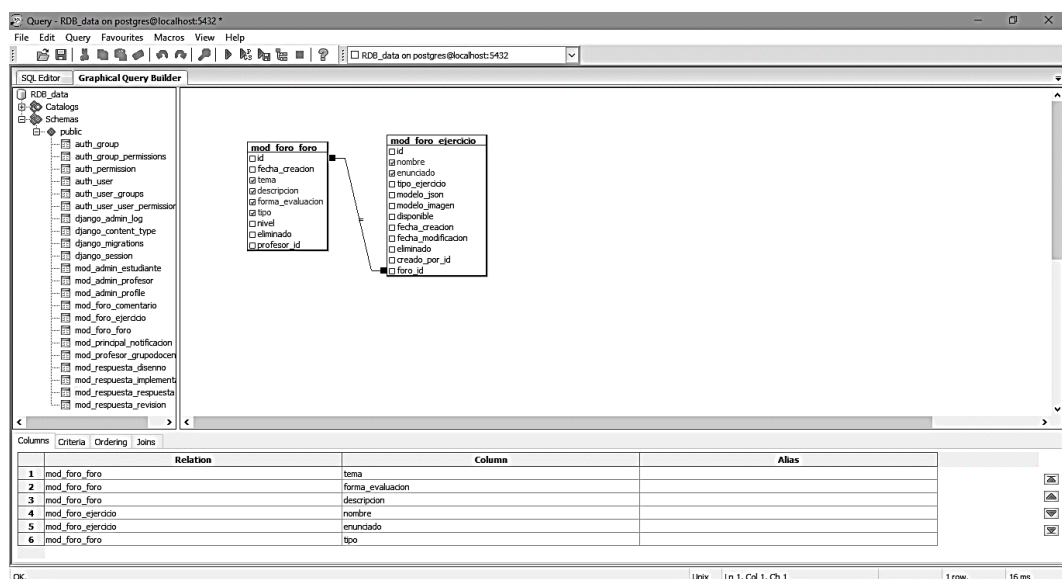 Query - RDB_data on postgres@localhost:5432 *
File Edit Query Favourites Macros View Help
RDB_data on postgres@localhost:5432
SQL Editor Graphical Query Builder
RDB_data
Catalogs
Schemas
public
auth_group
auth_group_permissions
auth_permission
auth_user
auth_user_groups
auth_user_user_permission
django_admin_log
django_content_type
django_migrations
django_session
mod_admin_estudiante
mod_admin_profesor
mod_admin_profile
mod_foro_comentario
mod_foro_ejercicio
mod_foro_foro
mod_principal_notificacion
mod_profesor_grupodocen
mod_respuesta_disenno
mod_respuesta_implementa
mod_respuesta_respuesta
mod_respuesta_revision
mod_foro_foro
id
fecha_creacion
tema
descripcion
forma_evaluacion
tipo
nivel
eliminado
profesor_id
mod_foro_ejercicio
id
nombre
enunciado
tipo_ejercicio
modelo_json
modelo_imagen
disponible
fecha_creacion
fecha_modificacion
eliminado
creado_por_id
foro_id
=
Columns Criteria Ordering Joins
Relation Column Alias
1 mod_foro_foro tema
2 mod_foro_foro forma_evaluacion
3 mod_foro_foro descripcion
4 mod_foro_ejercicio nombre
5 mod_foro_ejercicio enunciado
6 mod_foro_foro tipo
OK. Unix Ln 1, Col 1, Ch 1 1 row. 16 ms